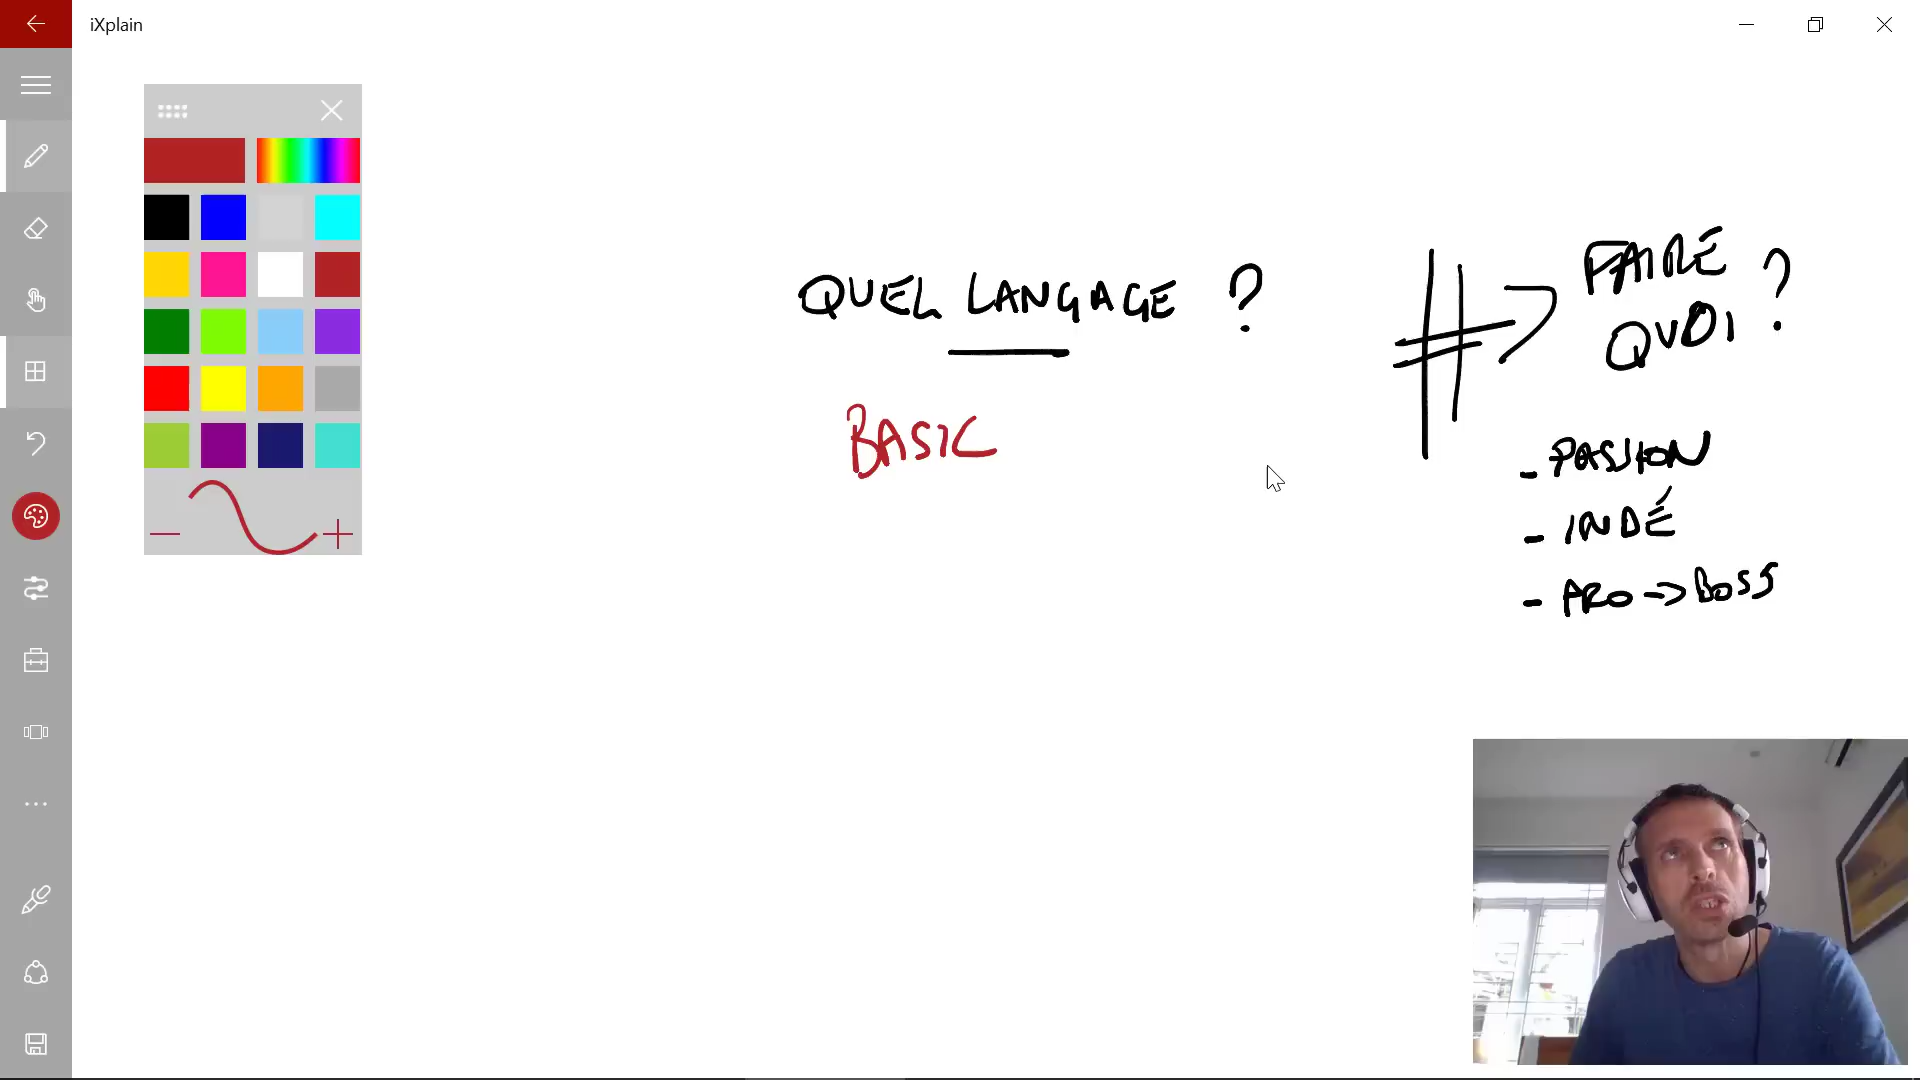 iXplain
QUEL LANGAGE ?
BASIC
FAIRE
QUOI ?
- PASSION
- INDÉ
- PRO -> BOSS